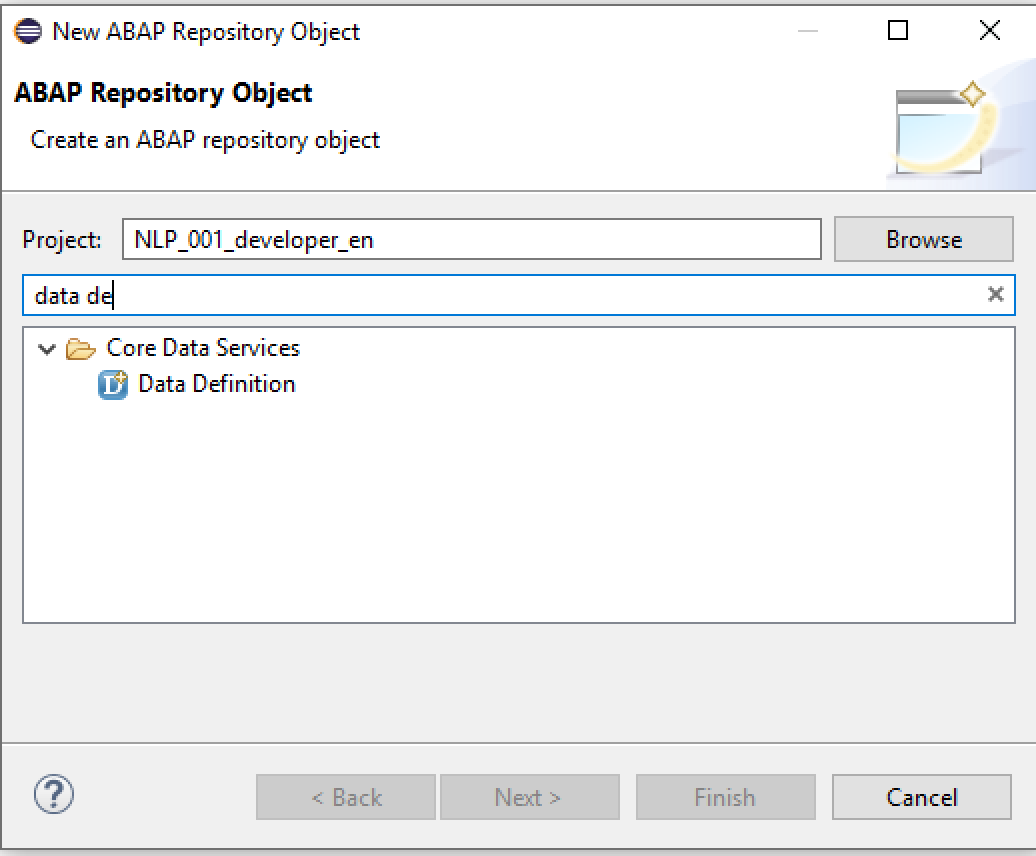 New ABAP Repository Object
ABAP Repository Object
Create an ABAP repository object
Project: NLP_001_developer_en Browse
data de
Core Data Services
D Data Definition
? < Back Next > Finish Cancel